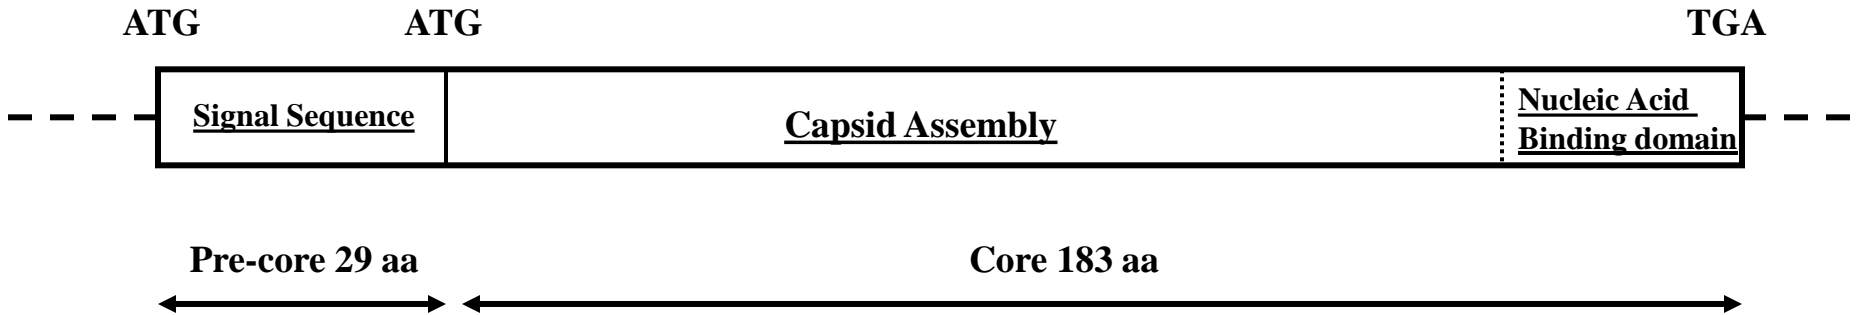 ATG ATG TGA
Signal Sequence
Capsid Assembly
Nucleic Acid
Binding domain
Pre-core 29 aa
Core 183 aa